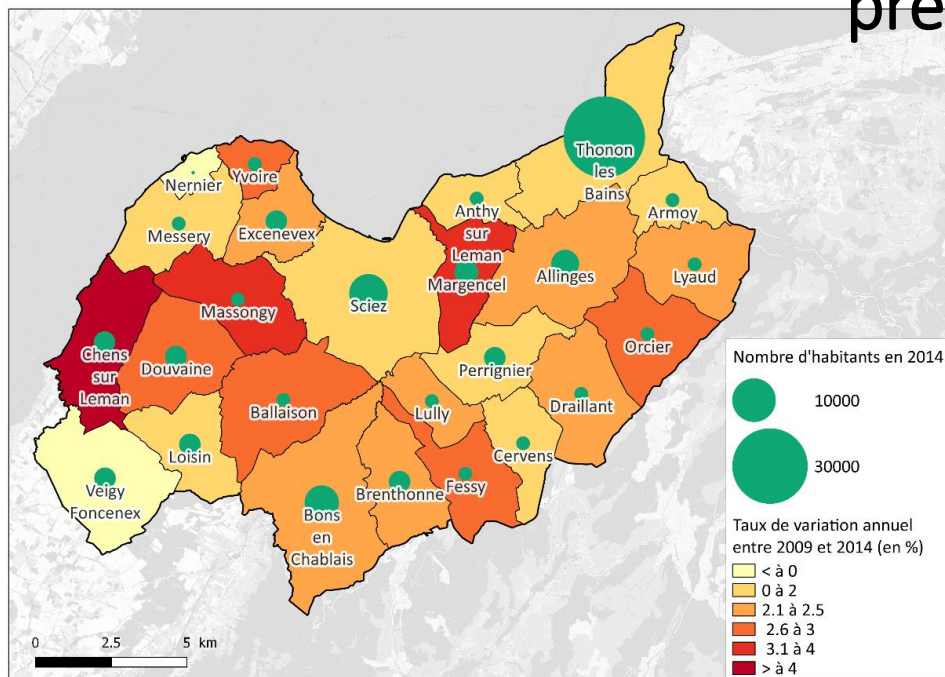 pre
Nernier
Yvoire
Messery
Excenevex
Thonon
les
Bains
Anthy
sur
Leman
Armoy
Margencel
Allinges
Lyaud
Massongy
Sciez
Chens
sur
Leman
Douvaine
Orcier
Perrignier
Ballaison
Lully
Draillant
Loisin
Cervens
Veigy
Foncenex
Brenthonne
Fessy
Bons
en
Chablais
0 2.5 5 km
Nombre d'habitants en 2014
10000
30000
Taux de variation annuel
entre 2009 et 2014 (en %)
< à 0
0 à 2
2.1 à 2.5
2.6 à 3
3.1 à 4
> à 4